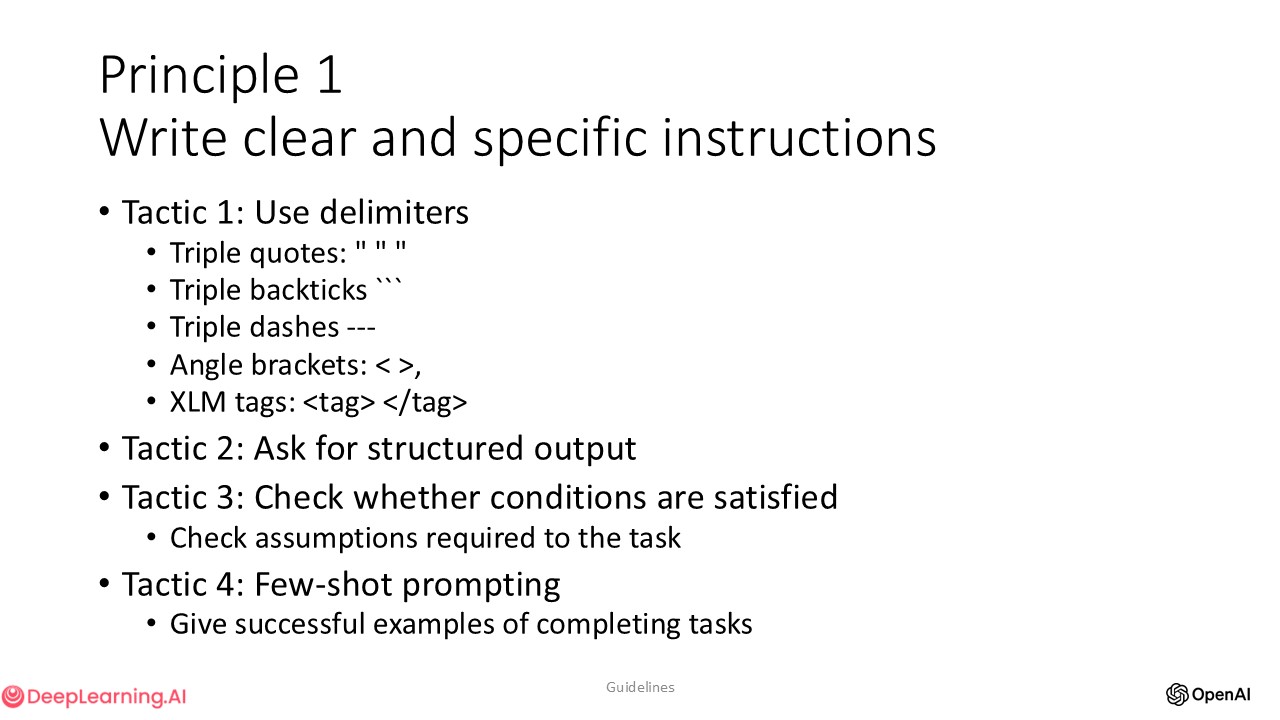 Principle 1
Write clear and specific instructions
• Tactic 1: Use delimiters
• Triple quotes: " " "
• Triple backticks ```
• Triple dashes ---
• Angle brackets: < >,
• XLM tags: <tag> </tag>
• Tactic 2: Ask for structured output
• Tactic 3: Check whether conditions are satisfied
• Check assumptions required to the task
• Tactic 4: Few-shot prompting
• Give successful examples of completing tasks
DeepLearning.AI
Guidelines
OpenAI